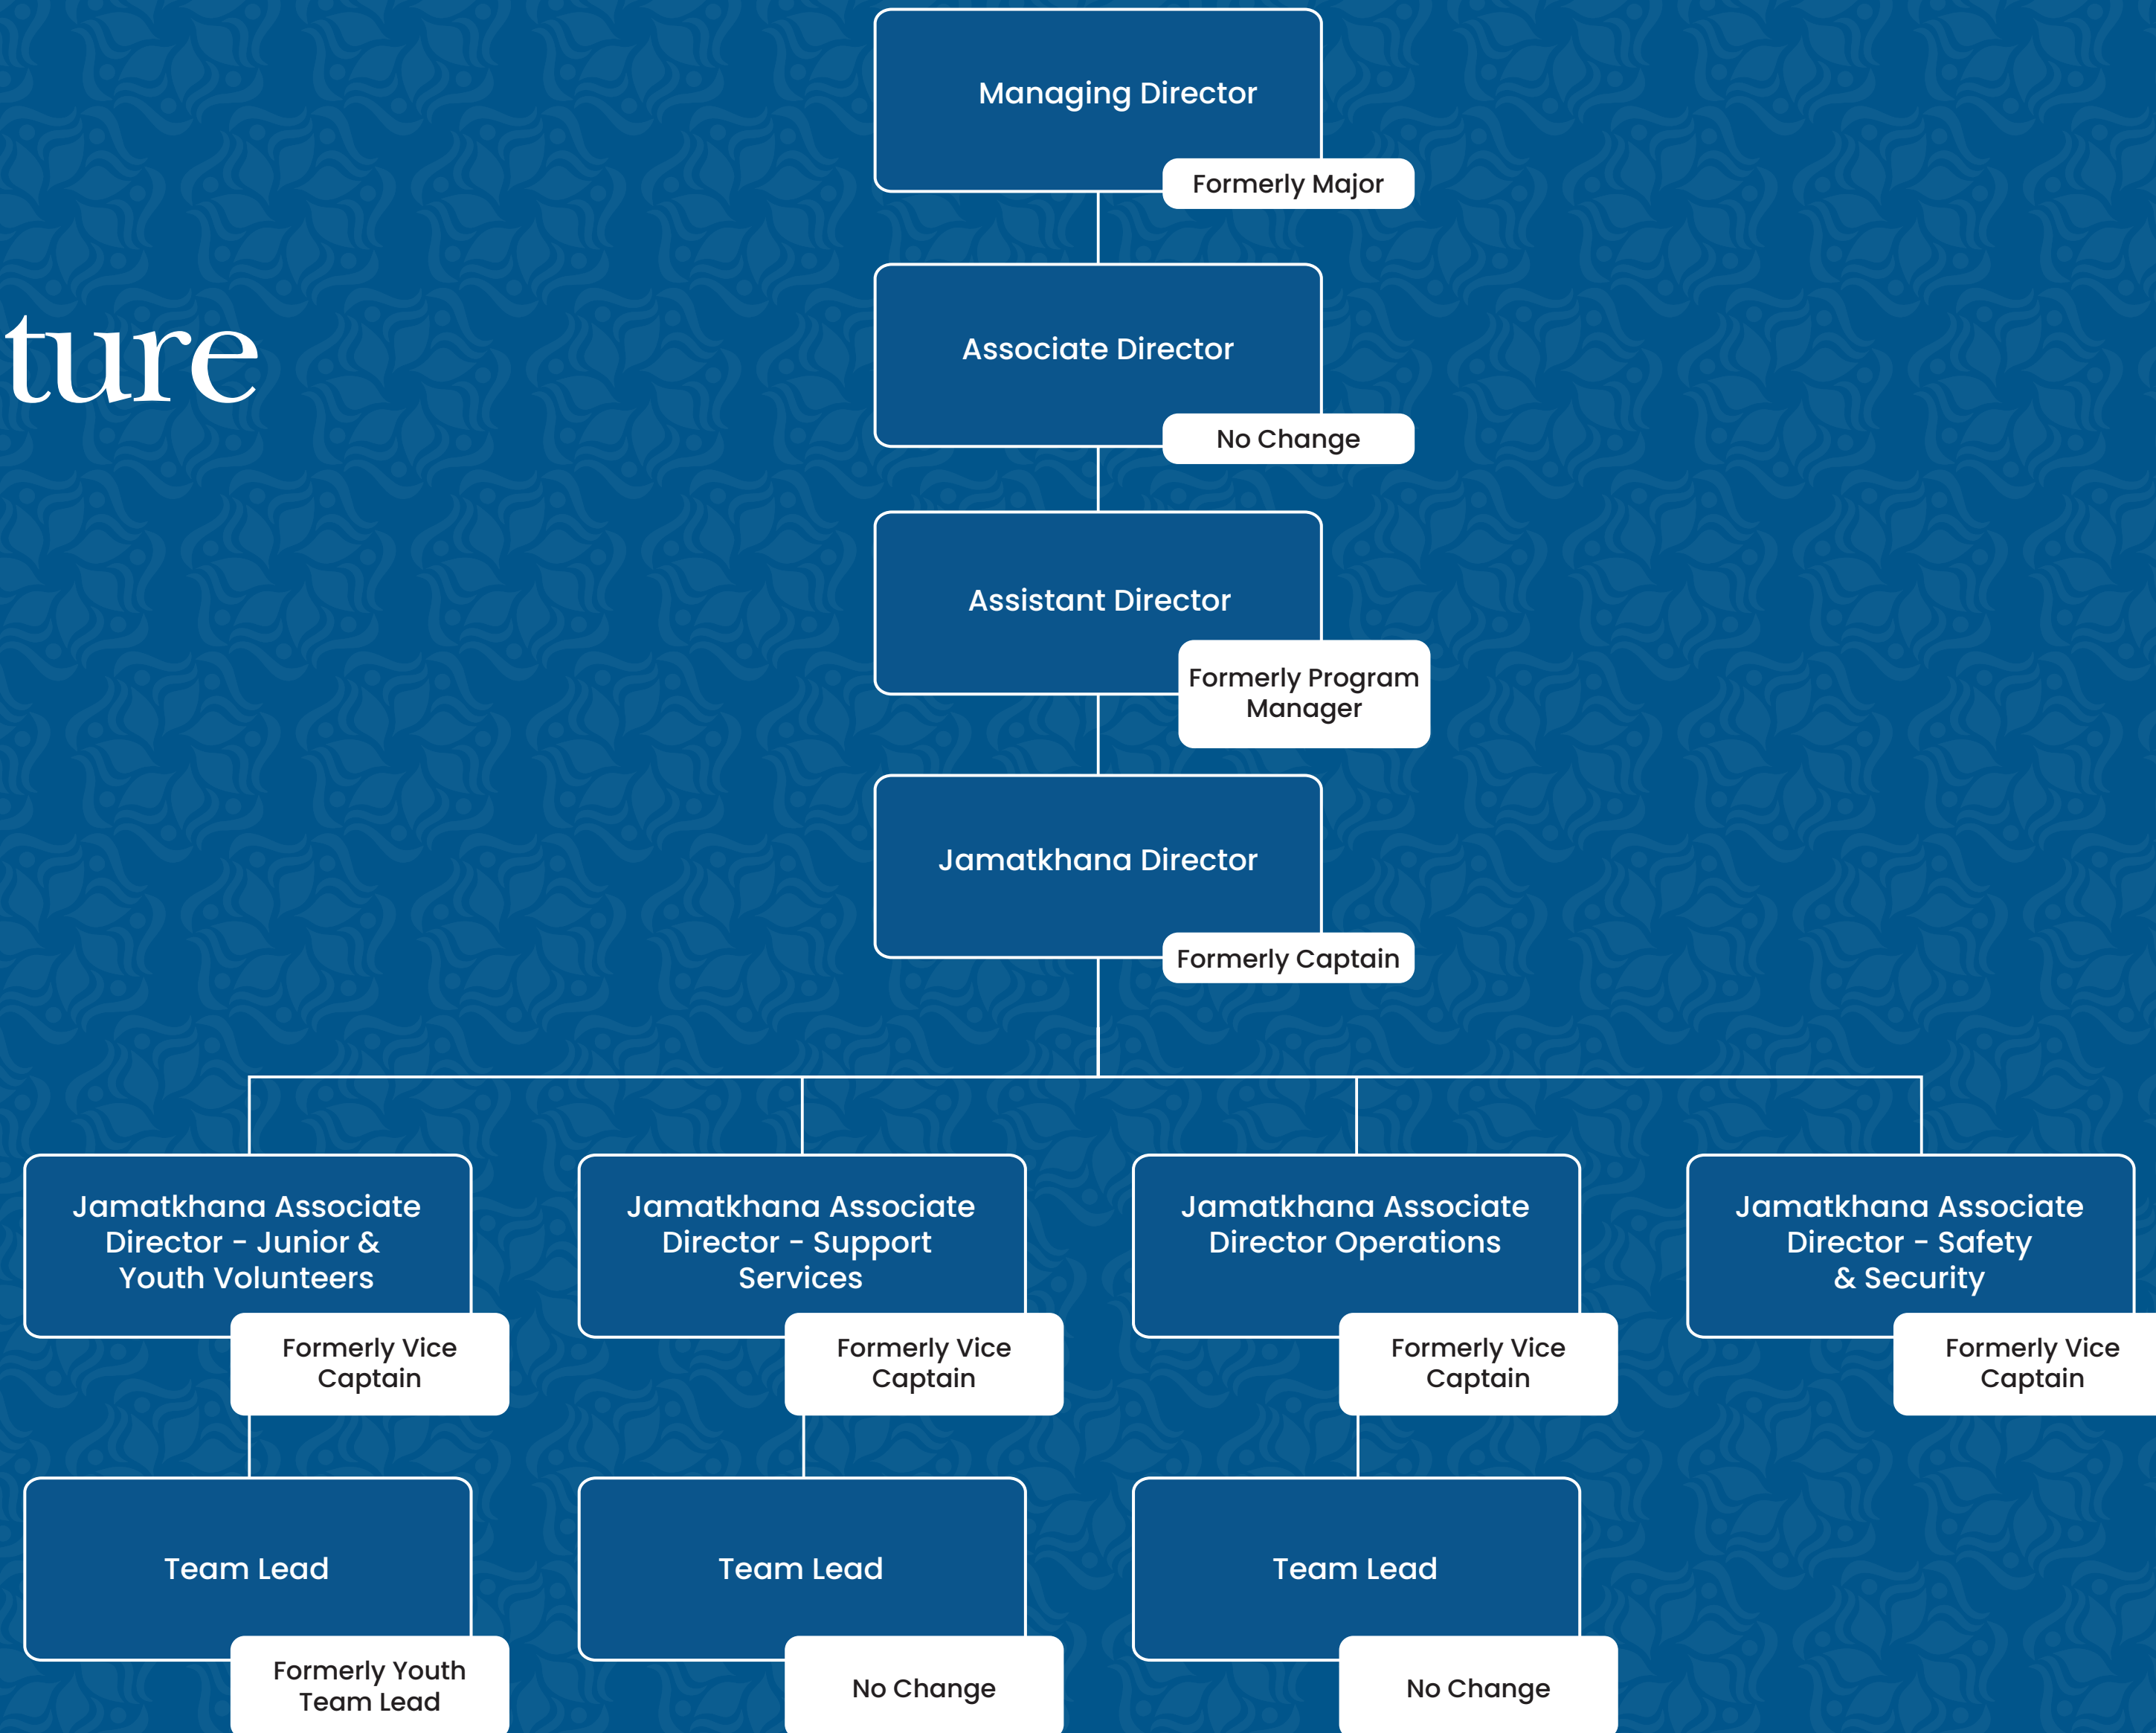 Managing Director
Formerly Major
ture
Associate Director
No Change
Assistant Director
Formerly Program
Manager
Jamatkhana Director
Formerly Captain
Jamatkhana Associate
Director - Junior &
Youth Volunteers
Formerly Vice
Captain
Jamatkhana Associate
Director - Support
Services
Formerly Vice
Captain
Jamatkhana Associate
Director Operations
Formerly Vice
Captain
Jamatkhana Associate
Director - Safety
& Security
Formerly Vice
Captain
Team Lead
Formerly Youth
Team Lead
Team Lead
No Change
Team Lead
No Change